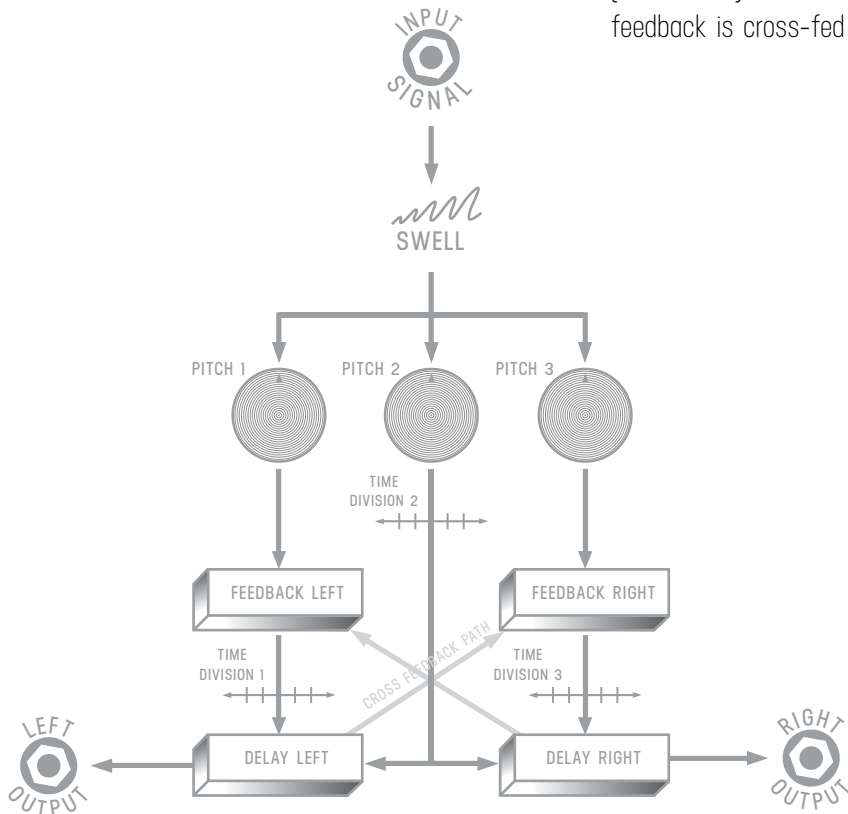 feedback is cross-fed
INPUT
SIGNAL
SWELL
PITCH 1
PITCH 2
PITCH 3
TIME
DIVISION 2
FEEDBACK LEFT
FEEDBACK RIGHT
CROSS FEEDBACK PATH
TIME
DIVISION 1
TIME
DIVISION 3
LEFT
OUTPUT
DELAY LEFT
DELAY RIGHT
RIGHT
OUTPUT